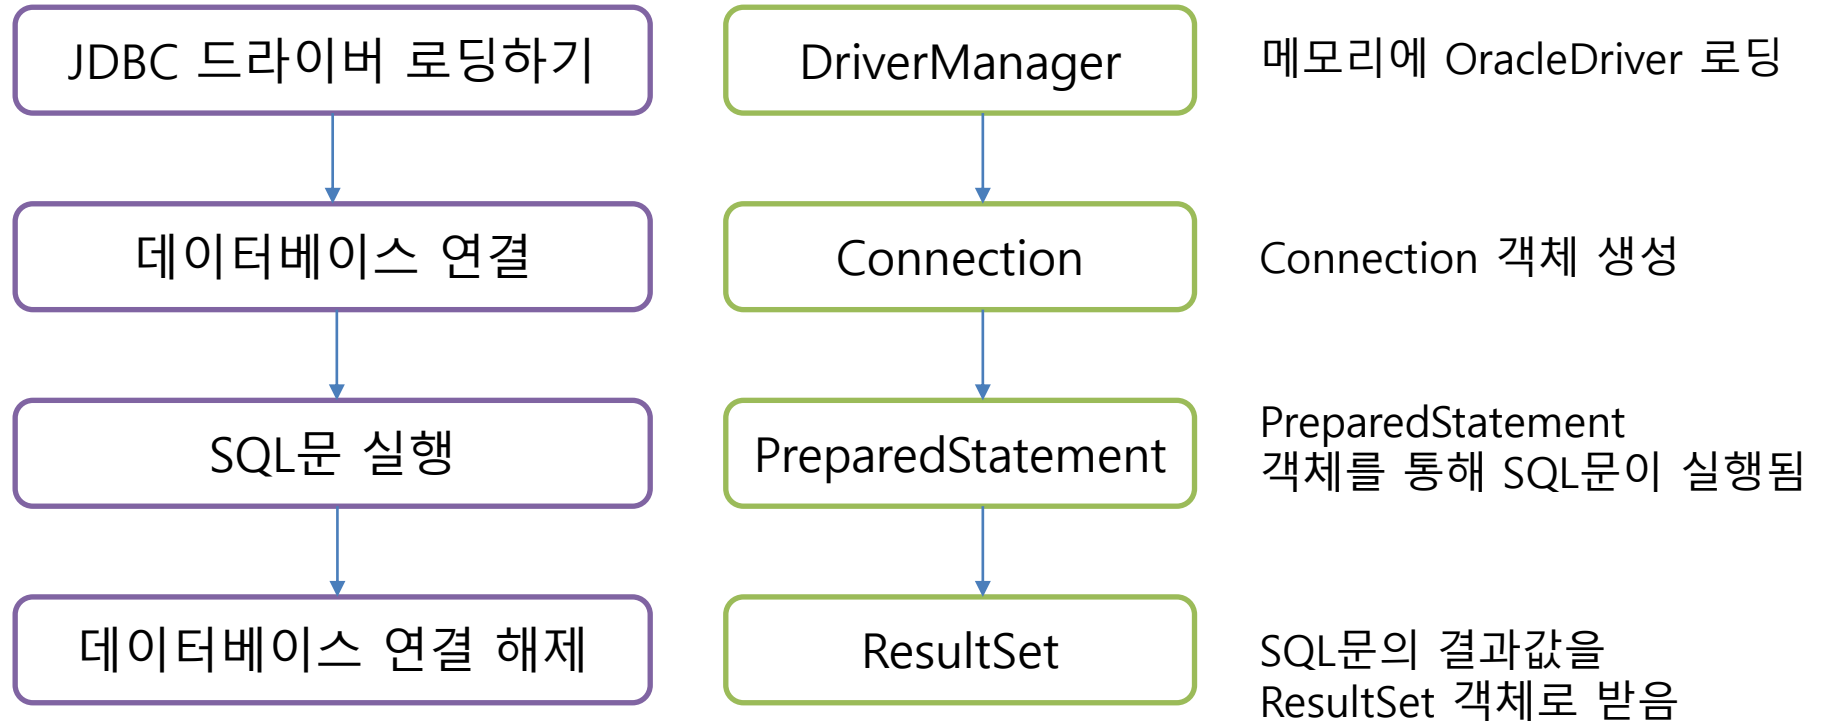 JDBC 드라이버 로딩하기
DriverManager
메모리에 OracleDriver 로딩
데이터베이스 연결
Connection
Connection 객체 생성
SQL문 실행
PreparedStatement
PreparedStatement
객체를 통해 SQL문이 실행됨
데이터베이스 연결 해제
ResultSet
SQL문의 결과값을
ResultSet 객체로 받음